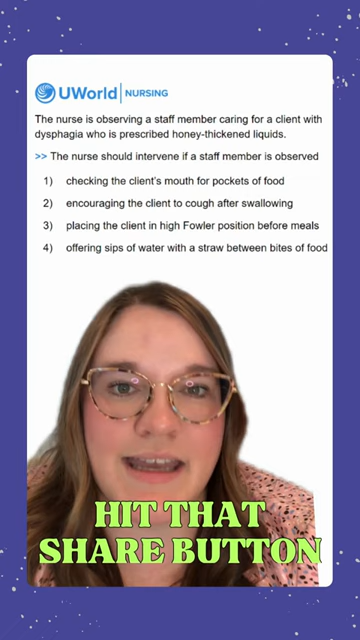 UWorld NURSING
The nurse is observing a staff member caring for a client with
dysphagia who is prescribed honey-thickened liquids.
>> The nurse should intervene if a staff member is observed
1) checking the client's mouth for pockets of food
2) encouraging the client to cough after swallowing
3) placing the client in high Fowler position before meals
4) offering sips of water with a straw between bites of food
HIT THAT
SHARE BUTTON